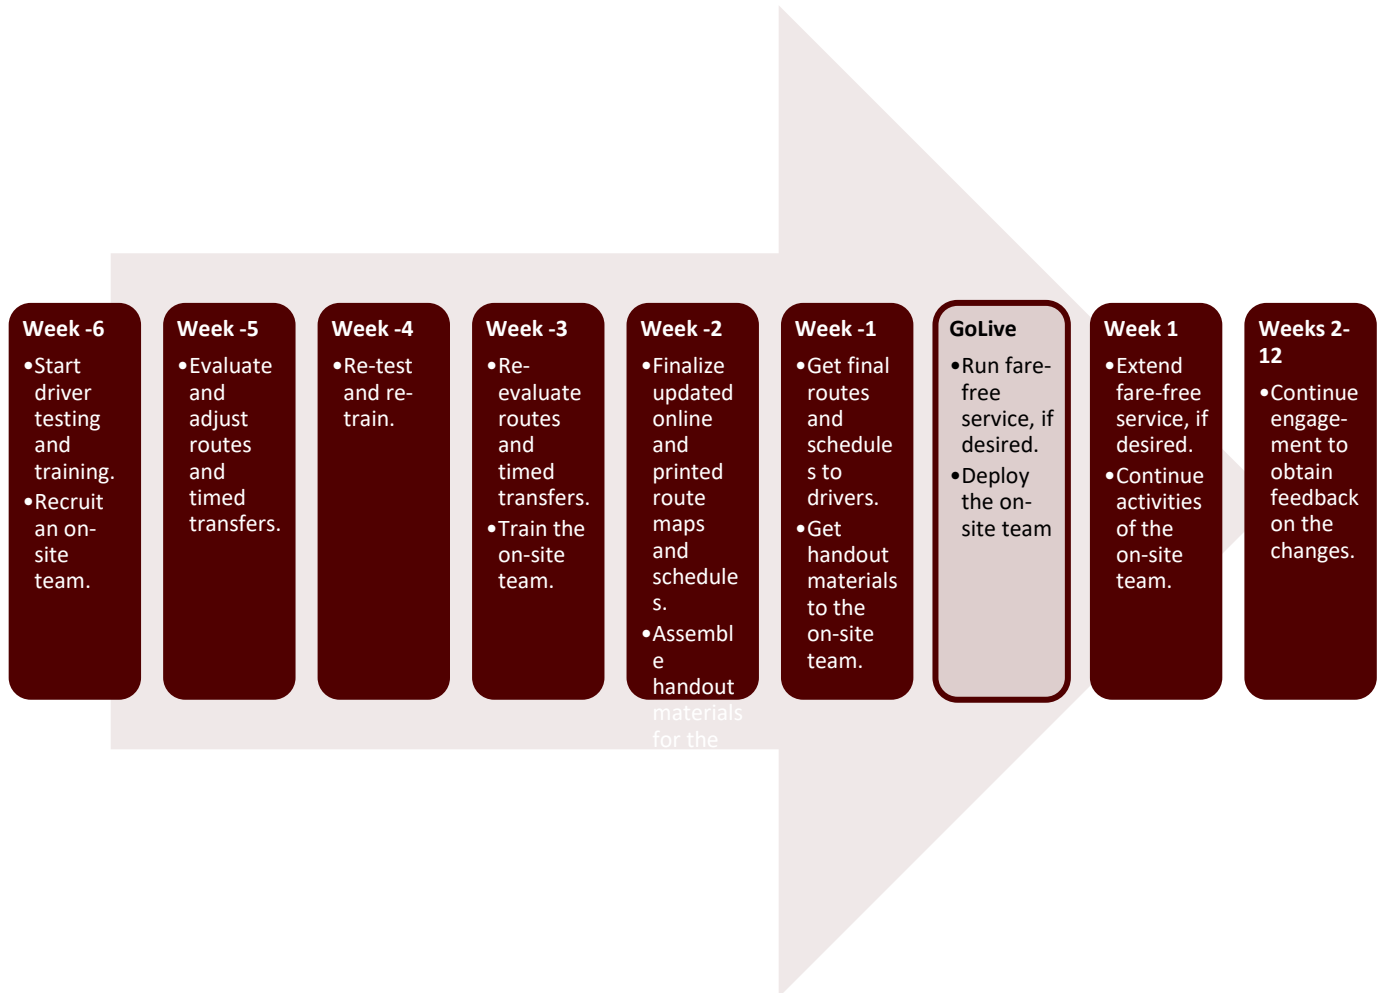 Week -6
•Start
driver
testing
and
training.
•Recruit
an on-
site
team.
Week -5
•Evaluate
and
adjust
routes
and
timed
transfers.
Week -4
•Re-test
and re-
train.
Week -3
•Re-
evaluate
routes
and
timed
transfers.
•Train the
on-site
team.
Week -2
•Finalize
updated
online
and
printed
route
maps
and
schedule
s.
•Assembl
e
handout
materials
for the
Week -1
•Get final
routes
and
schedule
s to
drivers.
•Get
handout
materials
to the
on-site
team.
GoLive
•Run fare-
free
service, if
desired.
•Deploy
the on-
site team
Week 1
•Extend
fare-free
service, if
desired.
•Continue
activities
of the
on-site
team.
Weeks 2-
12
•Continue
engage-
ment to
obtain
feedback
on the
changes.